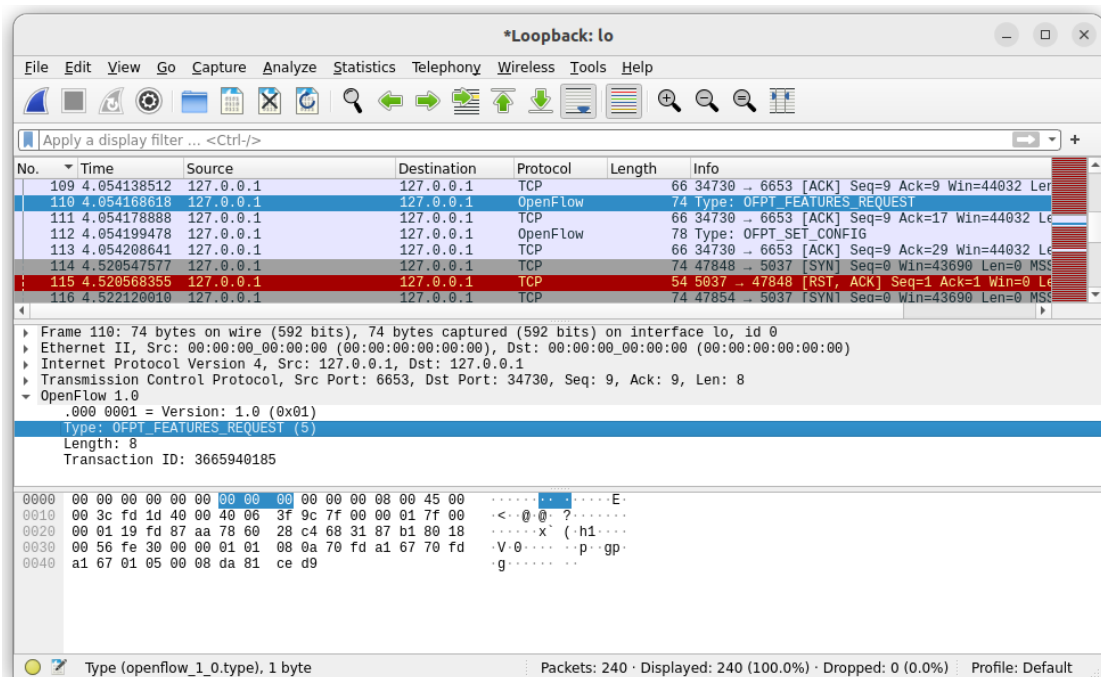 *Loopback: lo
File Edit View Go Capture Analyze Statistics Telephony Wireless Tools Help
Apply a display filter ... <Ctrl-/>
No. Time Source Destination Protocol Length Info
109 4.054138512 127.0.0.1 127.0.0.1 TCP 66 34730 → 6653 [ACK] Seq=9 Ack=9 Win=44032 Len
110 4.054168618 127.0.0.1 127.0.0.1 OpenFlow 74 Type: OFPT_FEATURES_REQUEST
111 4.054178888 127.0.0.1 127.0.0.1 TCP 66 34730 → 6653 [ACK] Seq=9 Ack=17 Win=44032 Le
112 4.054199478 127.0.0.1 127.0.0.1 OpenFlow 78 Type: OFPT_SET_CONFIG
113 4.054208641 127.0.0.1 127.0.0.1 TCP 66 34730 → 6653 [ACK] Seq=9 Ack=29 Win=44032 Le
114 4.520547577 127.0.0.1 127.0.0.1 TCP 74 47848 → 5037 [SYN] Seq=0 Win=43690 Len=0 MSS
115 4.520568355 127.0.0.1 127.0.0.1 TCP 54 5037 → 47848 [RST, ACK] Seq=1 Ack=1 Win=0 Le
116 4.522120010 127.0.0.1 127.0.0.1 TCP 74 47854 → 5037 [SYN] Seq=0 Win=43690 Len=0 MSS
Frame 110: 74 bytes on wire (592 bits), 74 bytes captured (592 bits) on interface lo, id 0
Ethernet II, Src: 00:00:00_00:00:00 (00:00:00:00:00:00), Dst: 00:00:00_00:00:00 (00:00:00:00:00:00)
Internet Protocol Version 4, Src: 127.0.0.1, Dst: 127.0.0.1
Transmission Control Protocol, Src Port: 6653, Dst Port: 34730, Seq: 9, Ack: 9, Len: 8
OpenFlow 1.0
.000 0001 = Version: 1.0 (0x01)
Type: OFPT_FEATURES_REQUEST (5)
Length: 8
Transaction ID: 3665940185
0000 00 00 00 00 00 00 00 00 00 00 00 00 08 00 45 00 ··············E·
0010 00 3c fd 1d 40 00 40 06 3f 9c 7f 00 00 01 7f 00 ·<··@·@· ?·······
0020 00 01 19 fd 87 aa 78 60 28 c4 68 31 87 b1 80 18 ······x` (·h1····
0030 00 56 fe 30 00 00 01 01 08 0a 70 fd a1 67 70 fd ·V·0···· ··p··gp·
0040 a1 67 01 05 00 08 da 81 ce d9 ·g······ ··
Type (openflow_1_0.type), 1 byte Packets: 240 · Displayed: 240 (100.0%) · Dropped: 0 (0.0%) Profile: Default